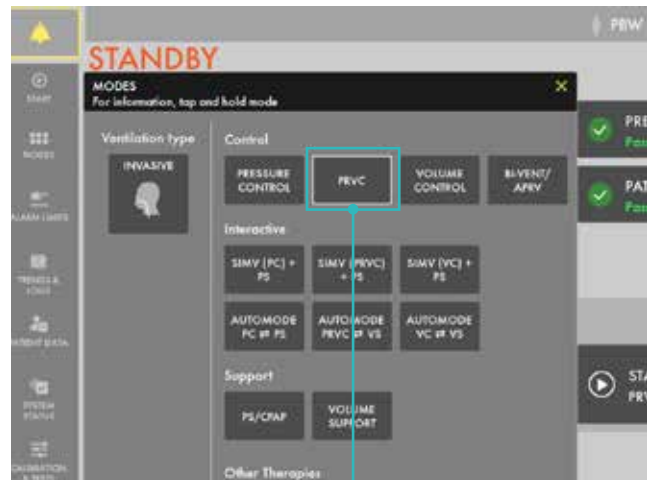 PBW
STANDBY
MODES
For information, tap and hold mode
START
MODES
ALARM LIMITS
TRENDS &
PATIENT DATA
SYSTEM
STATUS
CALIBRATION
Ventilation type
INVASIVE
Control
PRESSURE
CONTROL
PRVC
VOLUME
CONTROL
BI-VENT/
APRV
Interactive
SIMV (PC) +
PS
SIMV (PRVC)
+ PS
SIMV (VC) +
PS
AUTOMODE
PC ⇄ PS
AUTOMODE
PRVC ⇄ VS
AUTOMODE
VC ⇄ VS
Support
PS/CPAP
VOLUME
SUPPORT
Other Therapies
PRE
Pas
PAT
Pas
STA
PRV